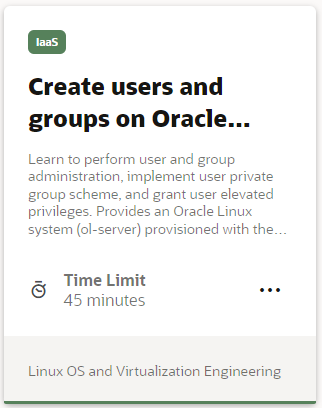 IaaS
Create users and
groups on Oracle...
Learn to perform user and group
administration, implement user private
group scheme, and grant user elevated
privileges. Provides an Oracle Linux
system (ol-server) provisioned with the...
Time Limit
45 minutes
Linux OS and Virtualization Engineering